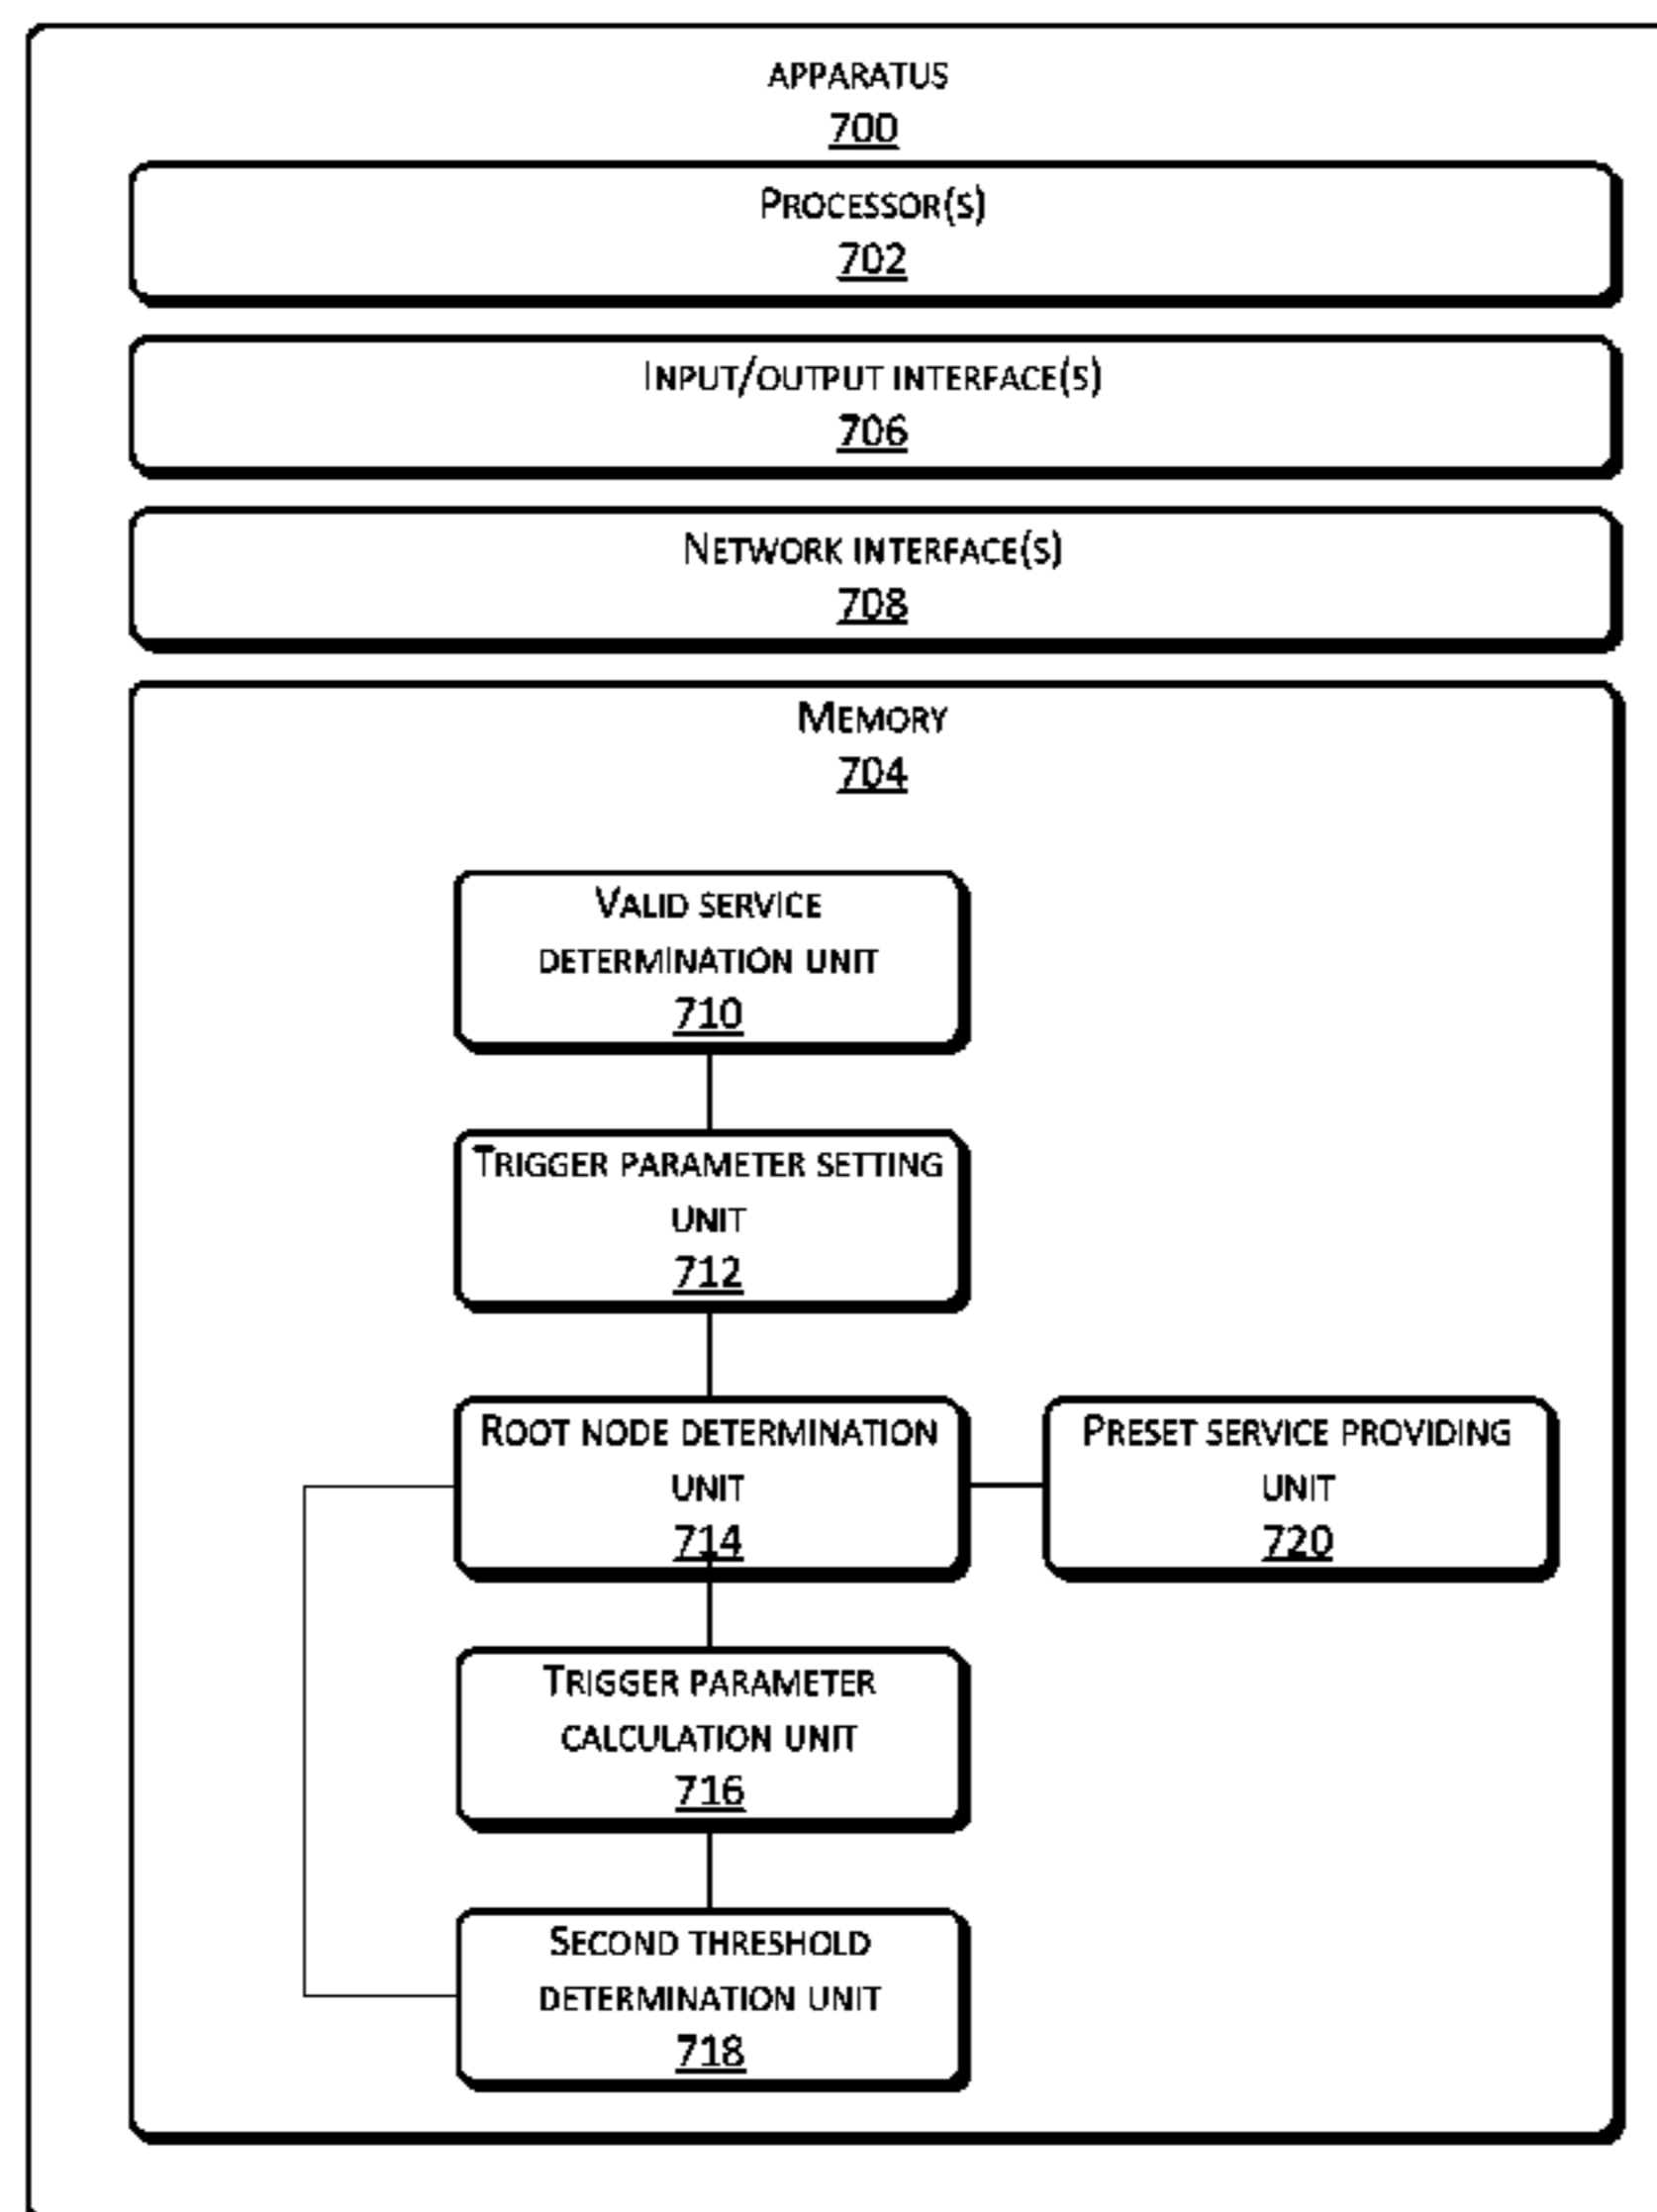 APPARATUS
700
PROCESSOR(S)
702
INPUT/OUTPUT INTERFACE(S)
706
NETWORK INTERFACE(S)
708
MEMORY
704
VALID SERVICE
DETERMINATION UNIT
710
TRIGGER PARAMETER SETTING
UNIT
712
ROOT NODE DETERMINATION
UNIT
714
PRESET SERVICE PROVIDING
UNIT
720
TRIGGER PARAMETER
CALCULATION UNIT
716
SECOND THRESHOLD
DETERMINATION UNIT
718